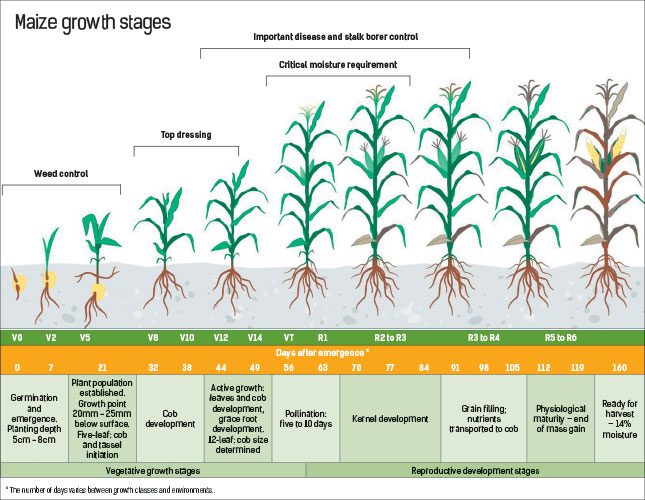 Maize growth stages
Important disease and stalk borer control
Critical moisture requirement
Top dressing
Weed control
V0 V2 V5 V8 V10 V12 V14 VT R1 R2 to R3 R3 to R4 R5 to R6
Days after emergence *
0 7 21 32 38 44 49 56 63 70 77 84 91 98 105 112 119 160
Germination
and
emergence.
Planting depth
5cm - 8cm
Plant population
established.
Growth point
20mm – 25mm
below surface.
Five-leaf: cob
and tassel
initiation
Cob
development
Active growth:
leaves and cob
development,
grace root
development.
12-leaf: cob size
determined
Pollination:
five to 10 days
Kernel development
Grain filling;
nutrients
transported to cob
Physiological
maturity – end
of mass gain
Ready for
harvest
– 14%
moisture
Vegetative growth stages
Reproductive development stages
* The number of days varies between growth classes and environments..